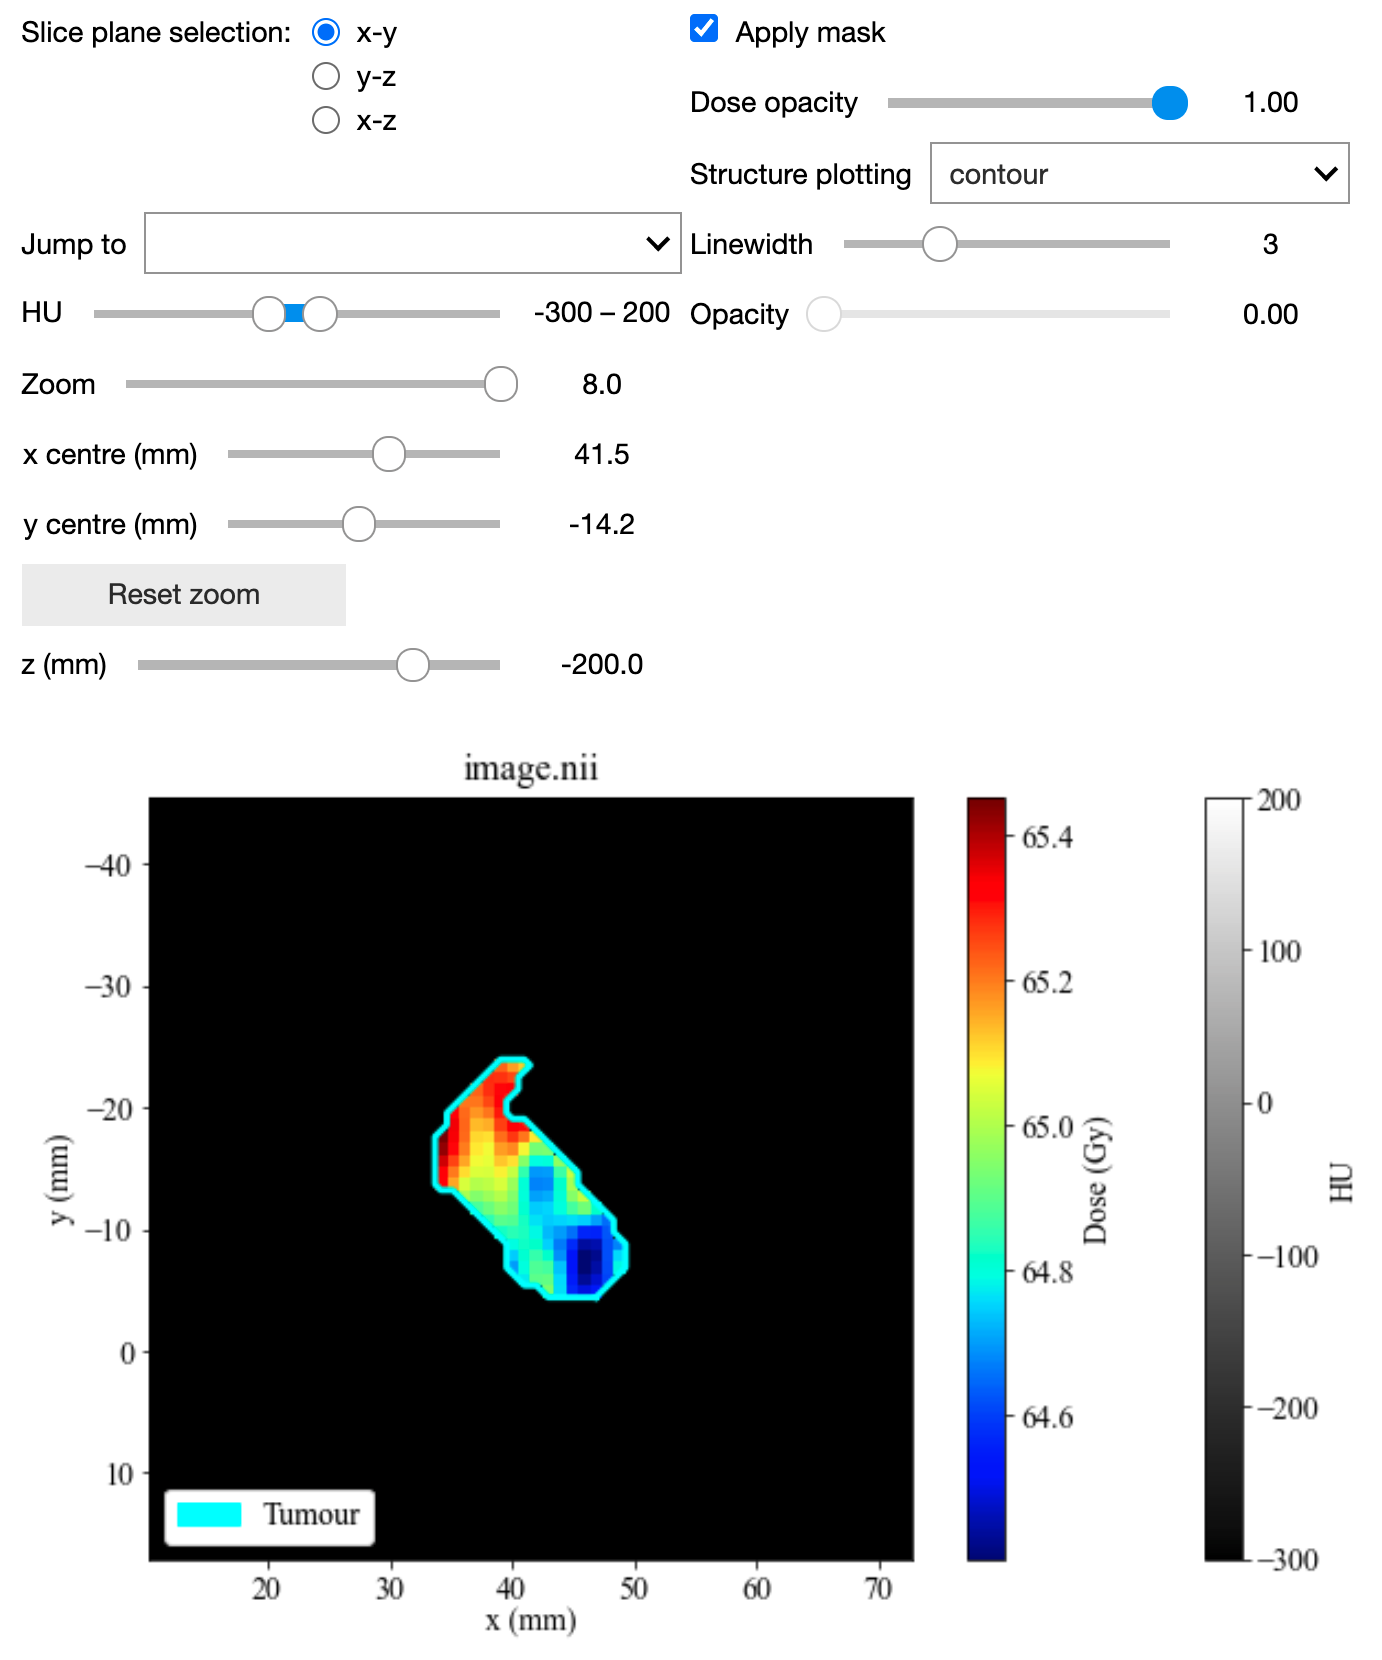 Slice plane selection: x-y
y-z
x-z
Jump to
HU -300 – 200
Zoom 8.0
x centre (mm) 41.5
y centre (mm) -14.2
Reset zoom
z (mm) -200.0
Apply mask
Dose opacity 1.00
Structure plotting contour
Linewidth 3
Opacity 0.00
image.nii
y (mm)
−40
−30
−20
−10
0
10
Tumour
20 30 40 50 60 70
x (mm)
65.4
65.2
65.0
64.8
64.6
Dose (Gy)
200
100
0
−100
−200
−300
HU